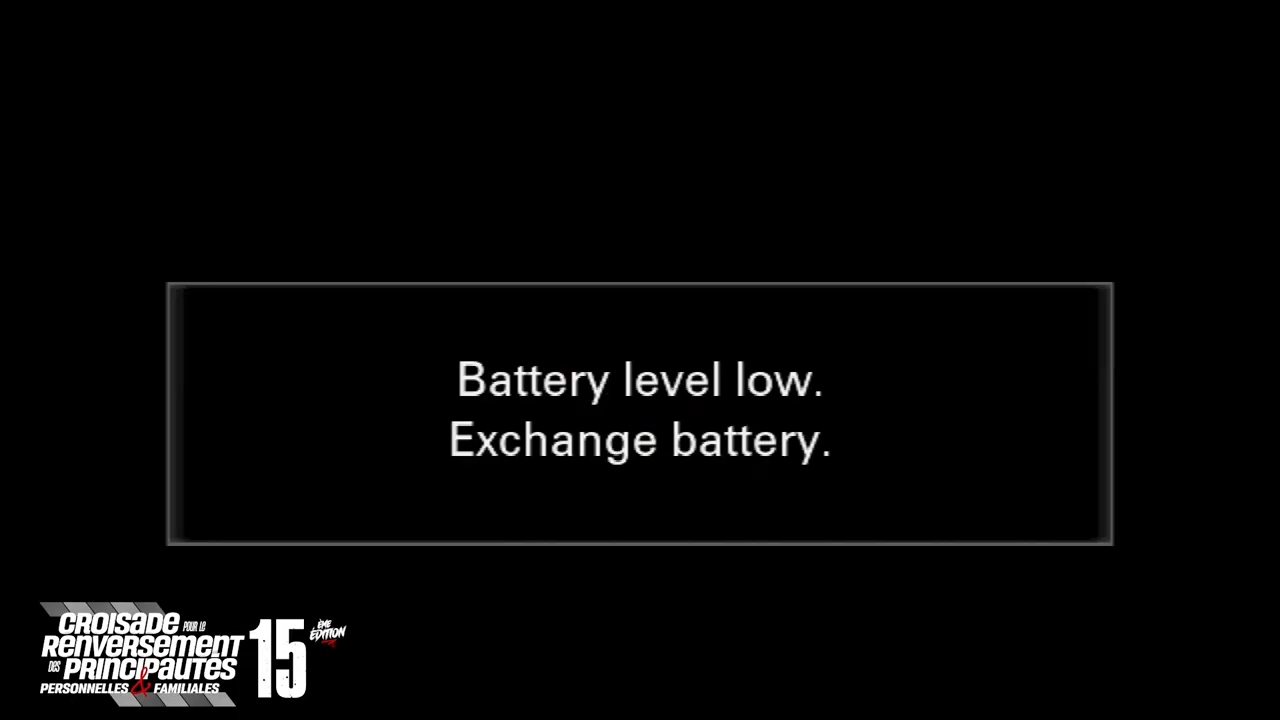 Battery level low.
Exchange battery.
CROISADE POUR LE
RENVERSEMENT
DES PRINCIPAUTÉS
PERSONNELLES & FAMILIALES
15 ÈME
ÉDITION